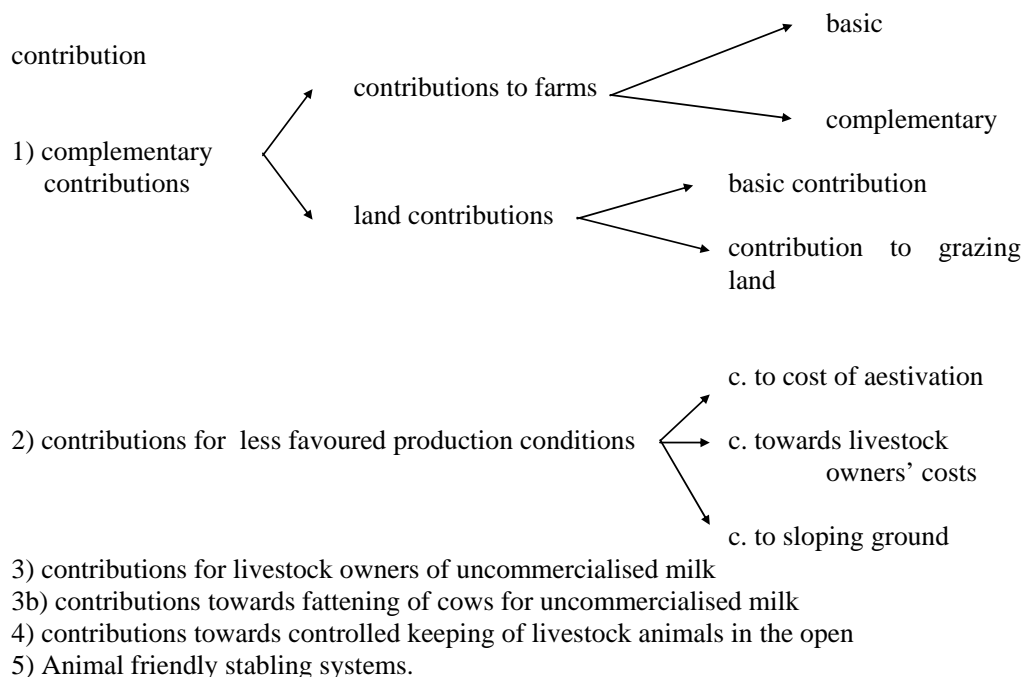 basic
contribution
contributions to farms
complementary
1) complementary
contributions
basic contribution
land contributions
contribution to grazing
land
c. to cost of aestivation
2) contributions for less favoured production conditions
c. towards livestock
owners’ costs
c. to sloping ground
3) contributions for livestock owners of uncommercialised milk
3b) contributions towards fattening of cows for uncommercialised milk
4) contributions towards controlled keeping of livestock animals in the open
5) Animal friendly stabling systems.